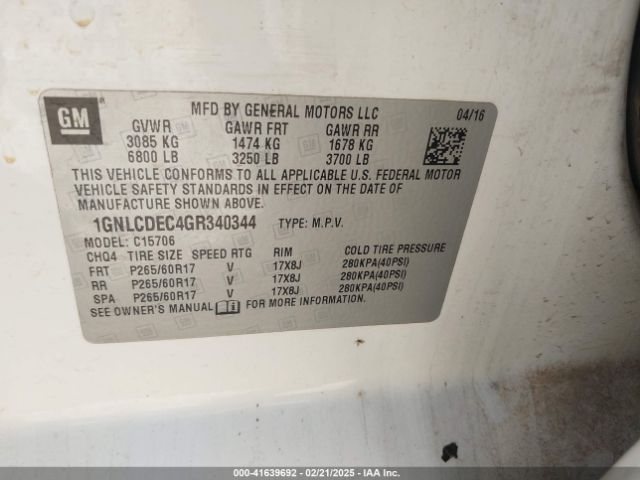 GM
MFD BY GENERAL MOTORS LLC 04/16
GVWR GAWR FRT GAWR RR
3085 KG 1474 KG 1678 KG
6800 LB 3250 LB 3700 LB
THIS VEHICLE CONFORMS TO ALL APPLICABLE U.S. FEDERAL MOTOR
VEHICLE SAFETY STANDARDS IN EFFECT ON THE DATE OF
MANUFACTURE SHOWN ABOVE.
1GNLCDEC4GR340344 TYPE: M.P.V.
MODEL: C15706
CHQ4 TIRE SIZE SPEED RTG RIM COLD TIRE PRESSURE
FRT P265/60R17 V 17X8J 280KPA(40PSI)
RR P265/60R17 V 17X8J 280KPA(40PSI)
SPA P265/60R17 V 17X8J 280KPA(40PSI)
SEE OWNER'S MANUAL FOR MORE INFORMATION.
000-41639692 - 02/21/2025 - IAA Inc.